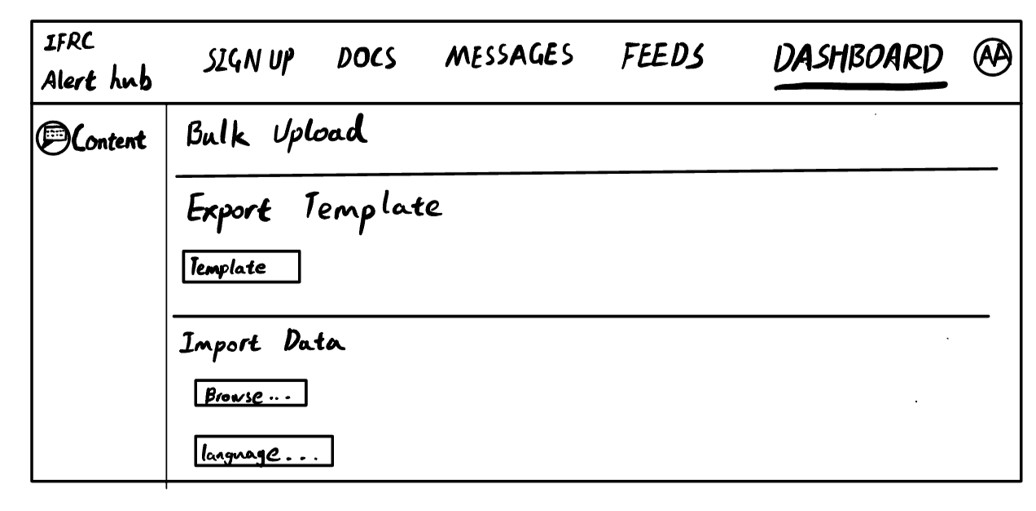 IFRC
Alert hub
SIGN UP DOCS MESSAGES FEEDS DASHBOARD AA
Content
Bulk Upload
Export Template
Template
Import Data
Browse...
language...